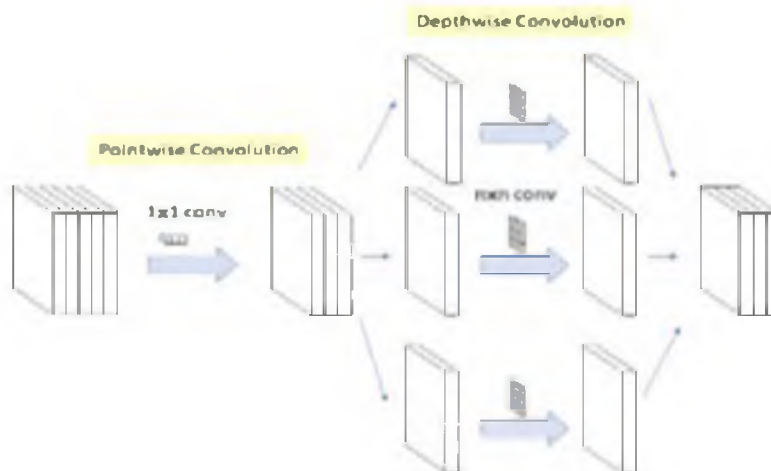 Depthwise Convolution
Pointwise Convolution
1x1 conv
nxn conv